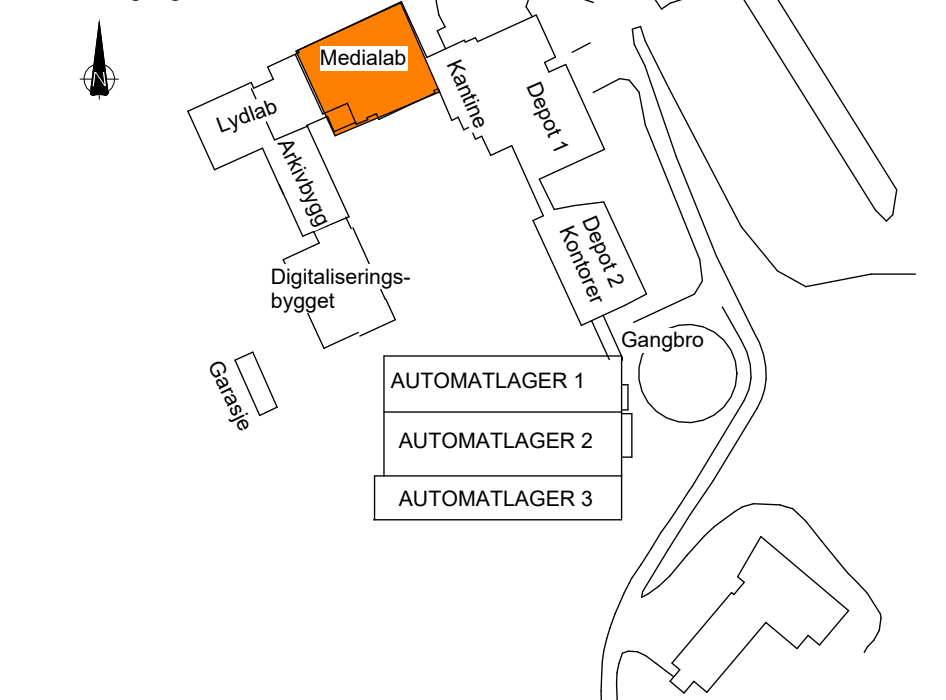 N
Medialab
Lydlab
Kantine
Depot 1
Arkivbygg
Depot 2
Kontorer
Digitaliserings-
bygget
Gangbro
Garasje
AUTOMATLAGER 1
AUTOMATLAGER 2
AUTOMATLAGER 3